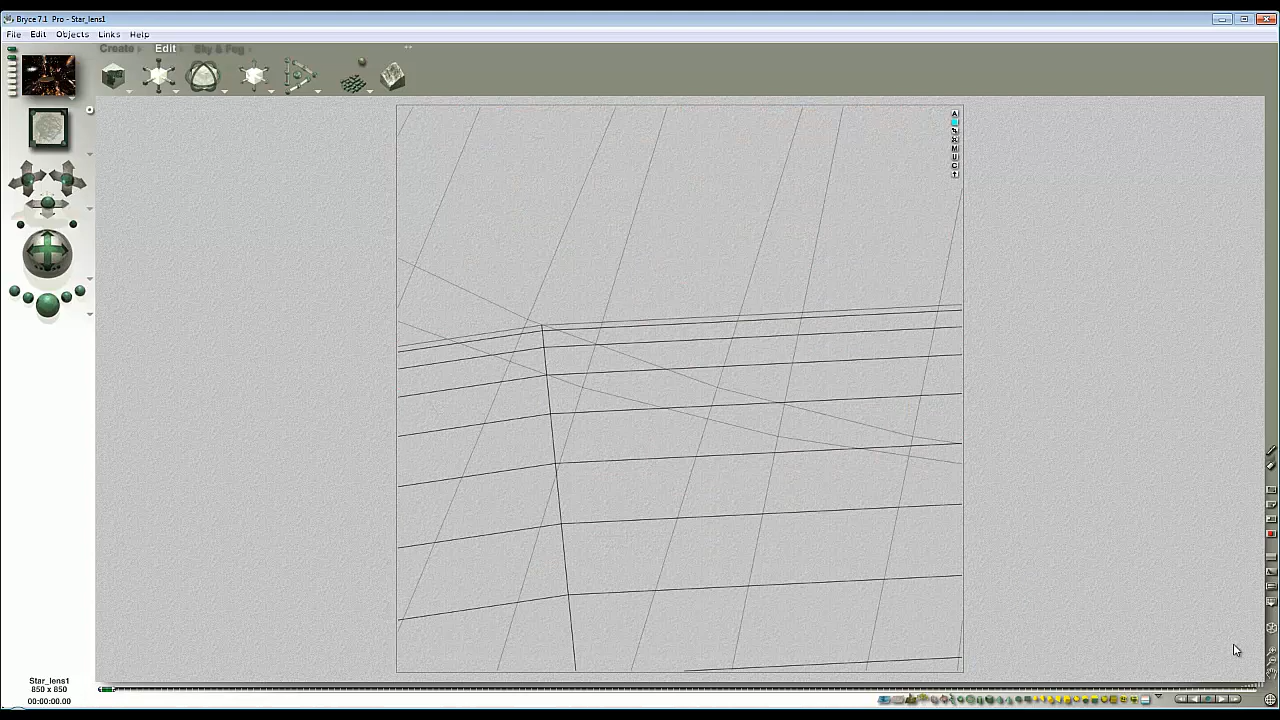 Bryce 7.1 Pro - Star_lens1
File Edit Objects Links Help
Create Edit Sky & Fog
A
M
U
C
Star_lens1
850 x 850
00:00:00.00